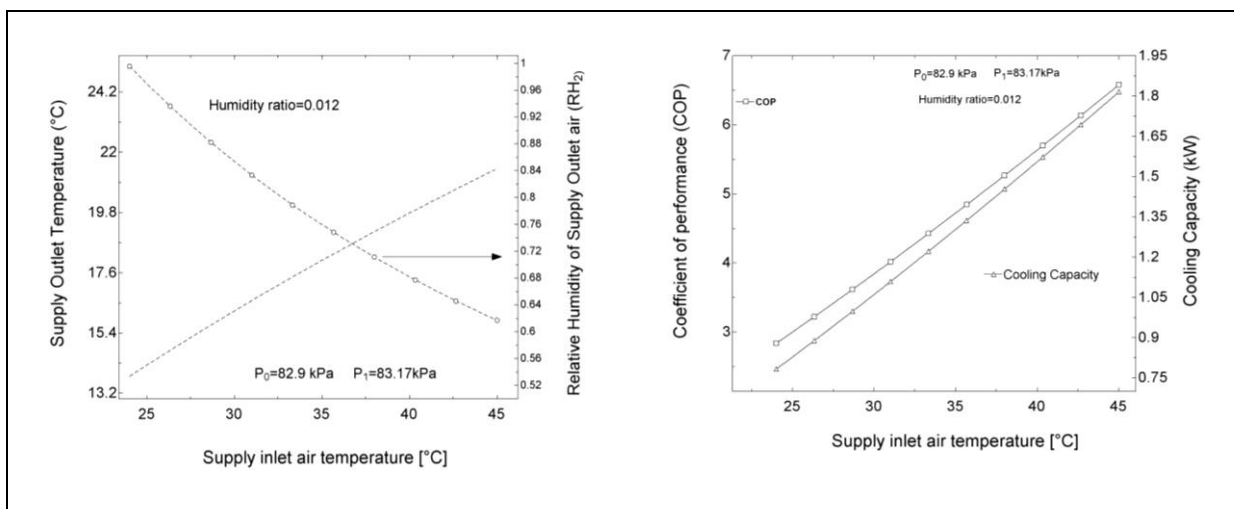 24.2
22
19.8
17.6
15.4
13.2
Supply Outlet Temperature (°C)
Humidity ratio=0.012
P₀=82.9 kPa P₁=83.17kPa
1
0.96
0.92
0.88
0.84
0.8
0.76
0.72
0.68
0.64
0.6
0.56
0.52
Relative Humidity of Supply Outlet air (RH₂)
25 30 35 40 45
Supply inlet air temperature [°C]
7
6
5
4
3
Coefficient of performance (COP)
P₀=82.9 kPa P₁=83.17kPa
Humidity ratio=0.012
COP
Cooling Capacity
1.95
1.8
1.65
1.5
1.35
1.2
1.05
0.9
0.75
Cooling Capacity (kW)
25 30 35 40 45
Supply inlet air temperature [°C]